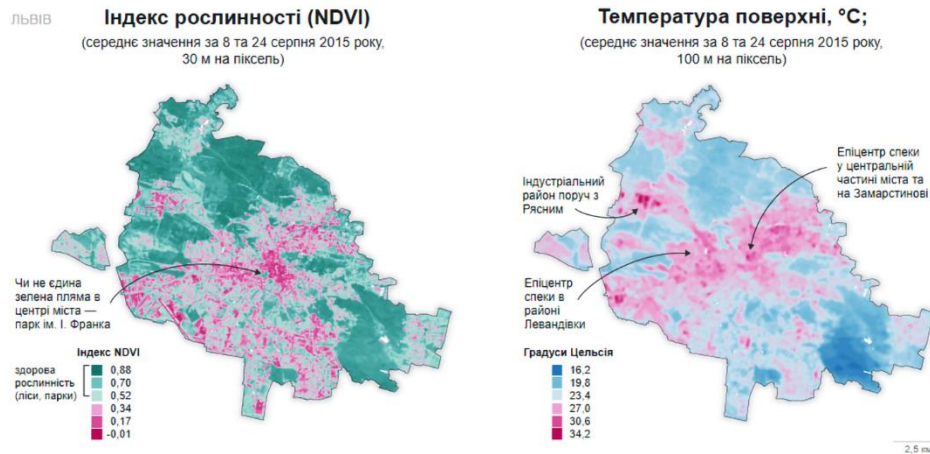 ЛЬВІВ
Індекс рослинності (NDVI)
(середнє значення за 8 та 24 серпня 2015 року,
30 м на піксель)
Чи не єдина
зелена пляма в
центрі міста —
парк ім. І. Франка
Індекс NDVI
здорова
рослинність
(ліси, парки)
0,88
0,70
0,52
0,34
0,17
-0,01
Температура поверхні, °C;
(середнє значення за 8 та 24 серпня 2015 року,
100 м на піксель)
Індустріальний
район поруч з
Рясним
Епіцентр спеки
у центральній
частині міста та
на Замарстинові
Епіцентр
спеки в
районі
Левандівки
Градуси Цельсія
16,2
19,8
23,4
27,0
30,6
34,2
2,5 км